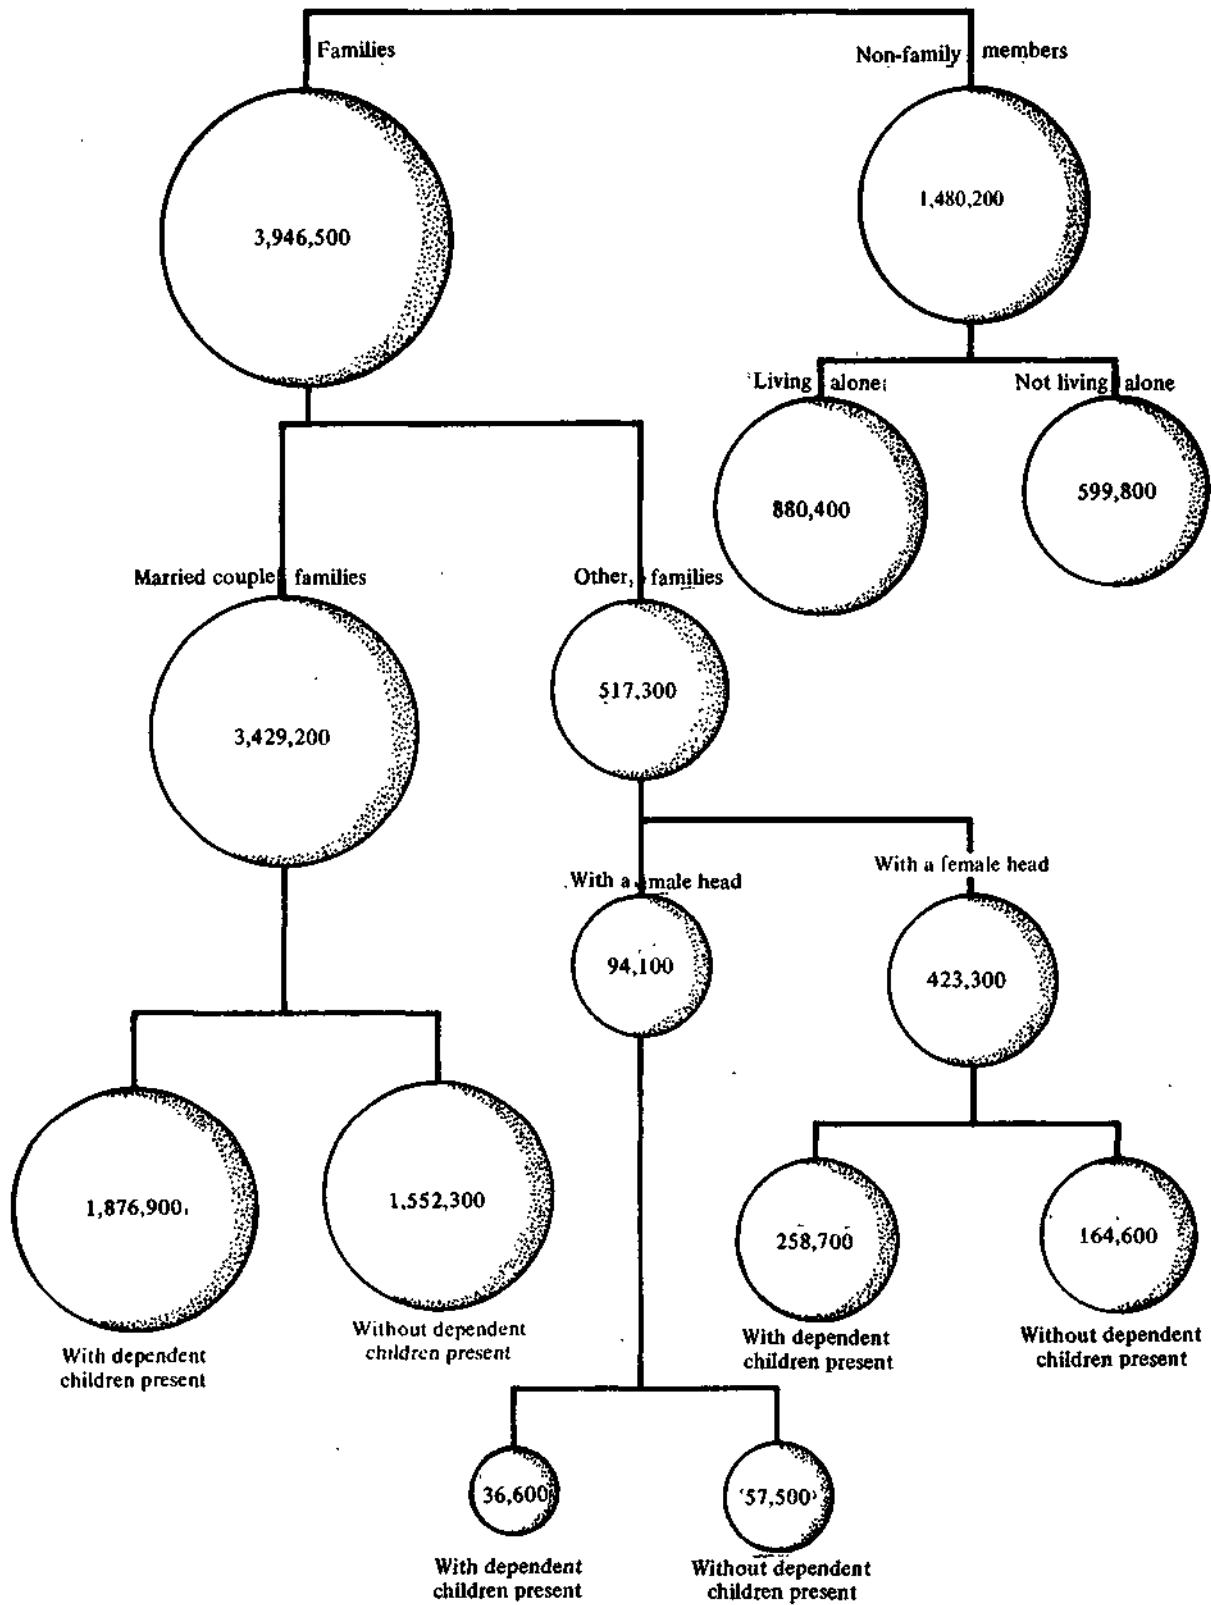 Families
Non-family members
3,946,500
1,480,200
Living alone
Not living alone
880,400
599,800
Married couple families
Other families
3,429,200
517,300
With a male head
With a female head
94,100
423,300
1,876,900
1,552,300
258,700
164,600
With dependent
children present
Without dependent
children present
With dependent
children present
Without dependent
children present
36,600
57,500
With dependent
children present
Without dependent
children present